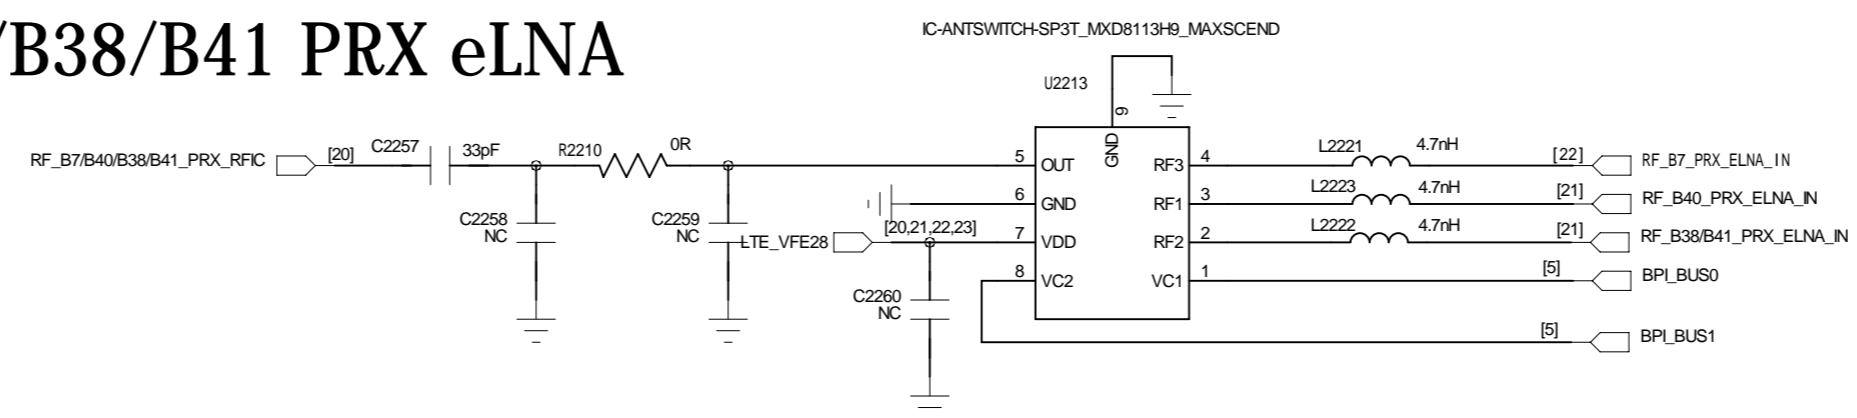 /B38/B41 PRX eLNA
IC-ANTSWITCH-SP3T_MXD8113H9_MAXSCEND
U2213
9
GND
RF_B7/B40/B38/B41_PRX_RFIC
[20]
C2257
33pF
R2210
0R
5
OUT
RF3
4
L2221
4.7nH
[22]
RF_B7_PRX_ELNA_IN
6
GND
RF1
3
L2223
4.7nH
[21]
RF_B40_PRX_ELNA_IN
C2258
NC
C2259
NC
LTE_VFE28
[20,21,22,23]
7
VDD
RF2
2
L2222
4.7nH
[21]
RF_B38/B41_PRX_ELNA_IN
8
VC2
VC1
1
[5]
BPI_BUS0
C2260
NC
[5]
BPI_BUS1